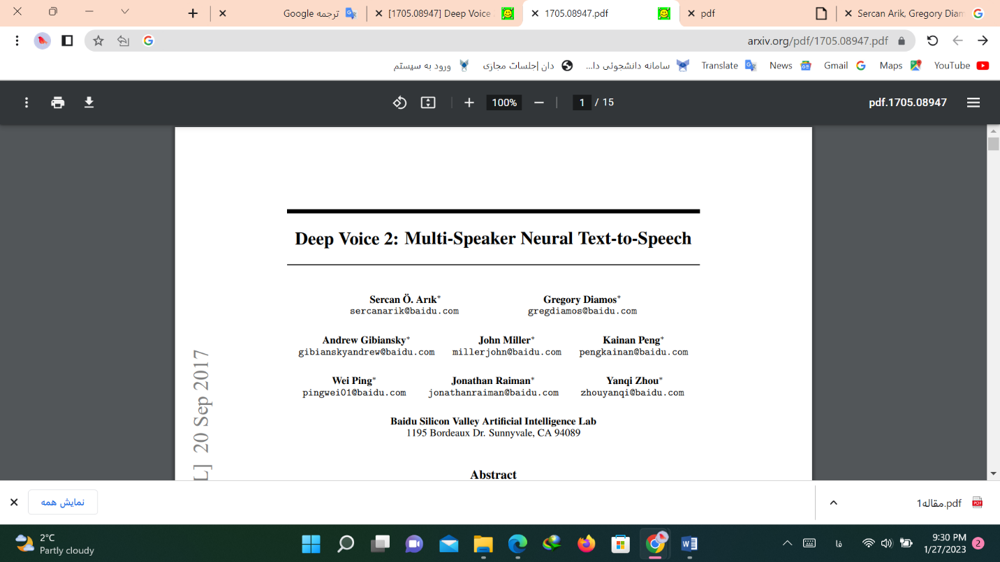 ترجمه Google
[1705.08947] Deep Voice
1705.08947.pdf
pdf
Sercan Arik, Gregory Diam
arxiv.org/pdf/1705.08947.pdf
ورود به سیستم
دان |جلسات مجازی
سامانه دانشجوئی دا...
Translate
News
Gmail
Maps
YouTube
100%
1 / 15
pdf.1705.08947
Deep Voice 2: Multi-Speaker Neural Text-to-Speech
Sercan Ö. Arık* Gregory Diamos*
sercanarik@baidu.com gregdiamos@baidu.com
Andrew Gibiansky* John Miller* Kainan Peng*
gibianskyandrew@baidu.com millerjohn@baidu.com pengkainan@baidu.com
Wei Ping* Jonathan Raiman* Yanqi Zhou*
pingwei01@baidu.com jonathanraiman@baidu.com zhouyanqi@baidu.com
Baidu Silicon Valley Artificial Intelligence Lab
1195 Bordeaux Dr. Sunnyvale, CA 94089
Abstract
L] 20 Sep 2017
نمایش همه
مقاله1.pdf
2°C
Partly cloudy
فا
9:30 PM
1/27/2023
2